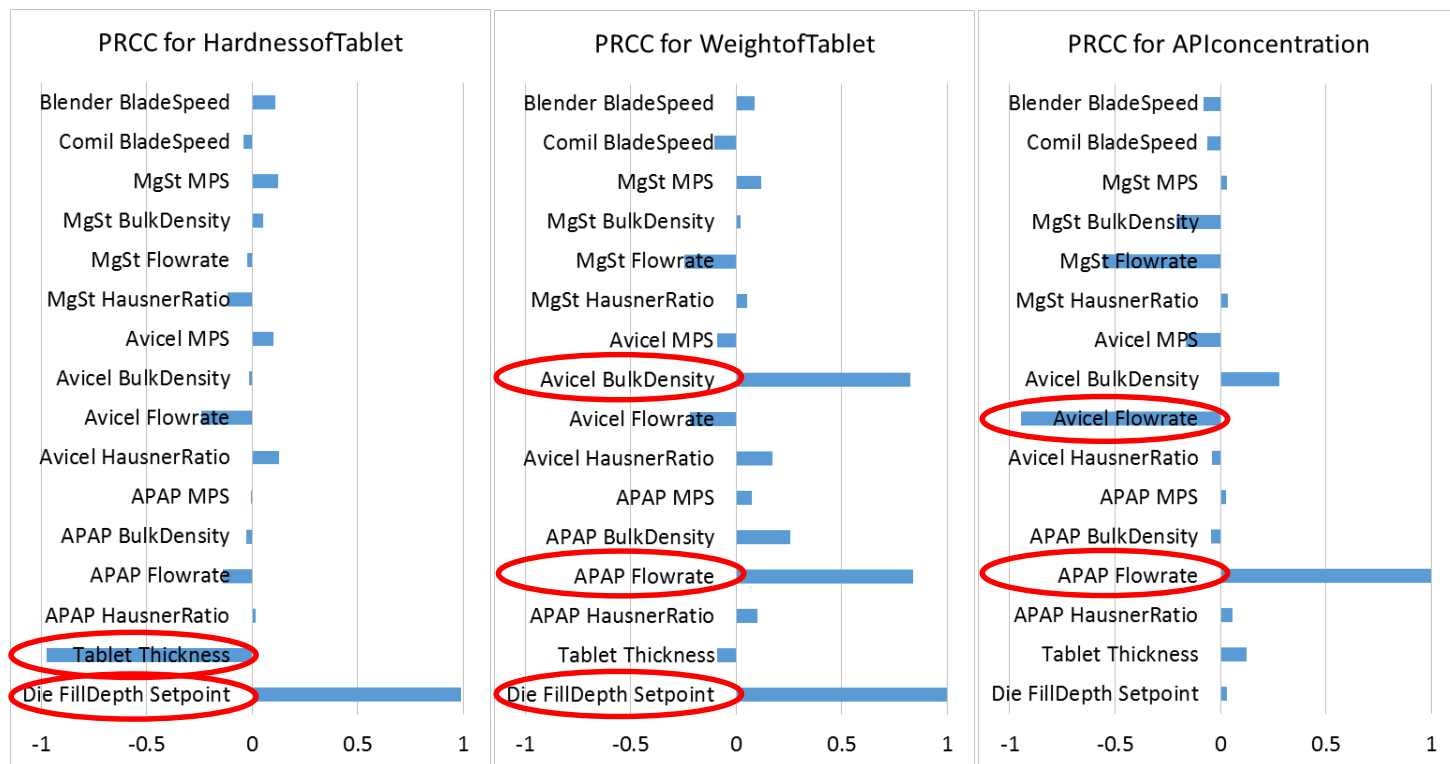 PRCC for HardnessofTablet
Blender BladeSpeed
Comil BladeSpeed
MgSt MPS
MgSt BulkDensity
MgSt Flowrate
MgSt HausnerRatio
Avicel MPS
Avicel BulkDensity
Avicel Flowrate
Avicel HausnerRatio
APAP MPS
APAP BulkDensity
APAP Flowrate
APAP HausnerRatio
Tablet Thickness
Die FillDepth Setpoint
-1 -0.5 0 0.5 1
PRCC for WeightofTablet
Blender BladeSpeed
Comil BladeSpeed
MgSt MPS
MgSt BulkDensity
MgSt Flowrate
MgSt HausnerRatio
Avicel MPS
Avicel BulkDensity
Avicel Flowrate
Avicel HausnerRatio
APAP MPS
APAP BulkDensity
APAP Flowrate
APAP HausnerRatio
Tablet Thickness
Die FillDepth Setpoint
-1 -0.5 0 0.5 1
PRCC for APIconcentration
Blender BladeSpeed
Comil BladeSpeed
MgSt MPS
MgSt BulkDensity
MgSt Flowrate
MgSt HausnerRatio
Avicel MPS
Avicel BulkDensity
Avicel Flowrate
Avicel HausnerRatio
APAP MPS
APAP BulkDensity
APAP Flowrate
APAP HausnerRatio
Tablet Thickness
Die FillDepth Setpoint
-1 -0.5 0 0.5 1